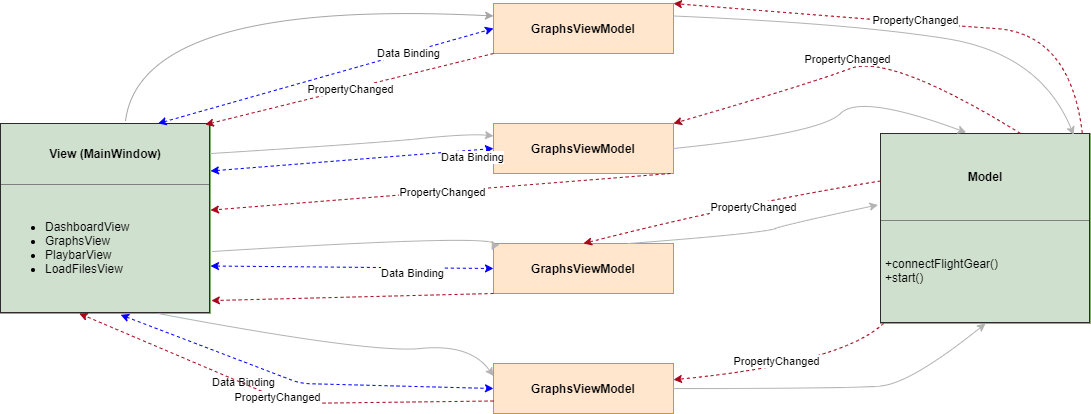 GraphsViewModel
PropertyChanged
Data Binding
PropertyChanged
PropertyChanged
View (MainWindow)
GraphsViewModel
Data Binding
Model
PropertyChanged
PropertyChanged
DashboardView
GraphsView
PlaybarView
LoadFilesView
GraphsViewModel
Data Binding
+connectFlightGear()
+start()
PropertyChanged
GraphsViewModel
Data Binding
PropertyChanged